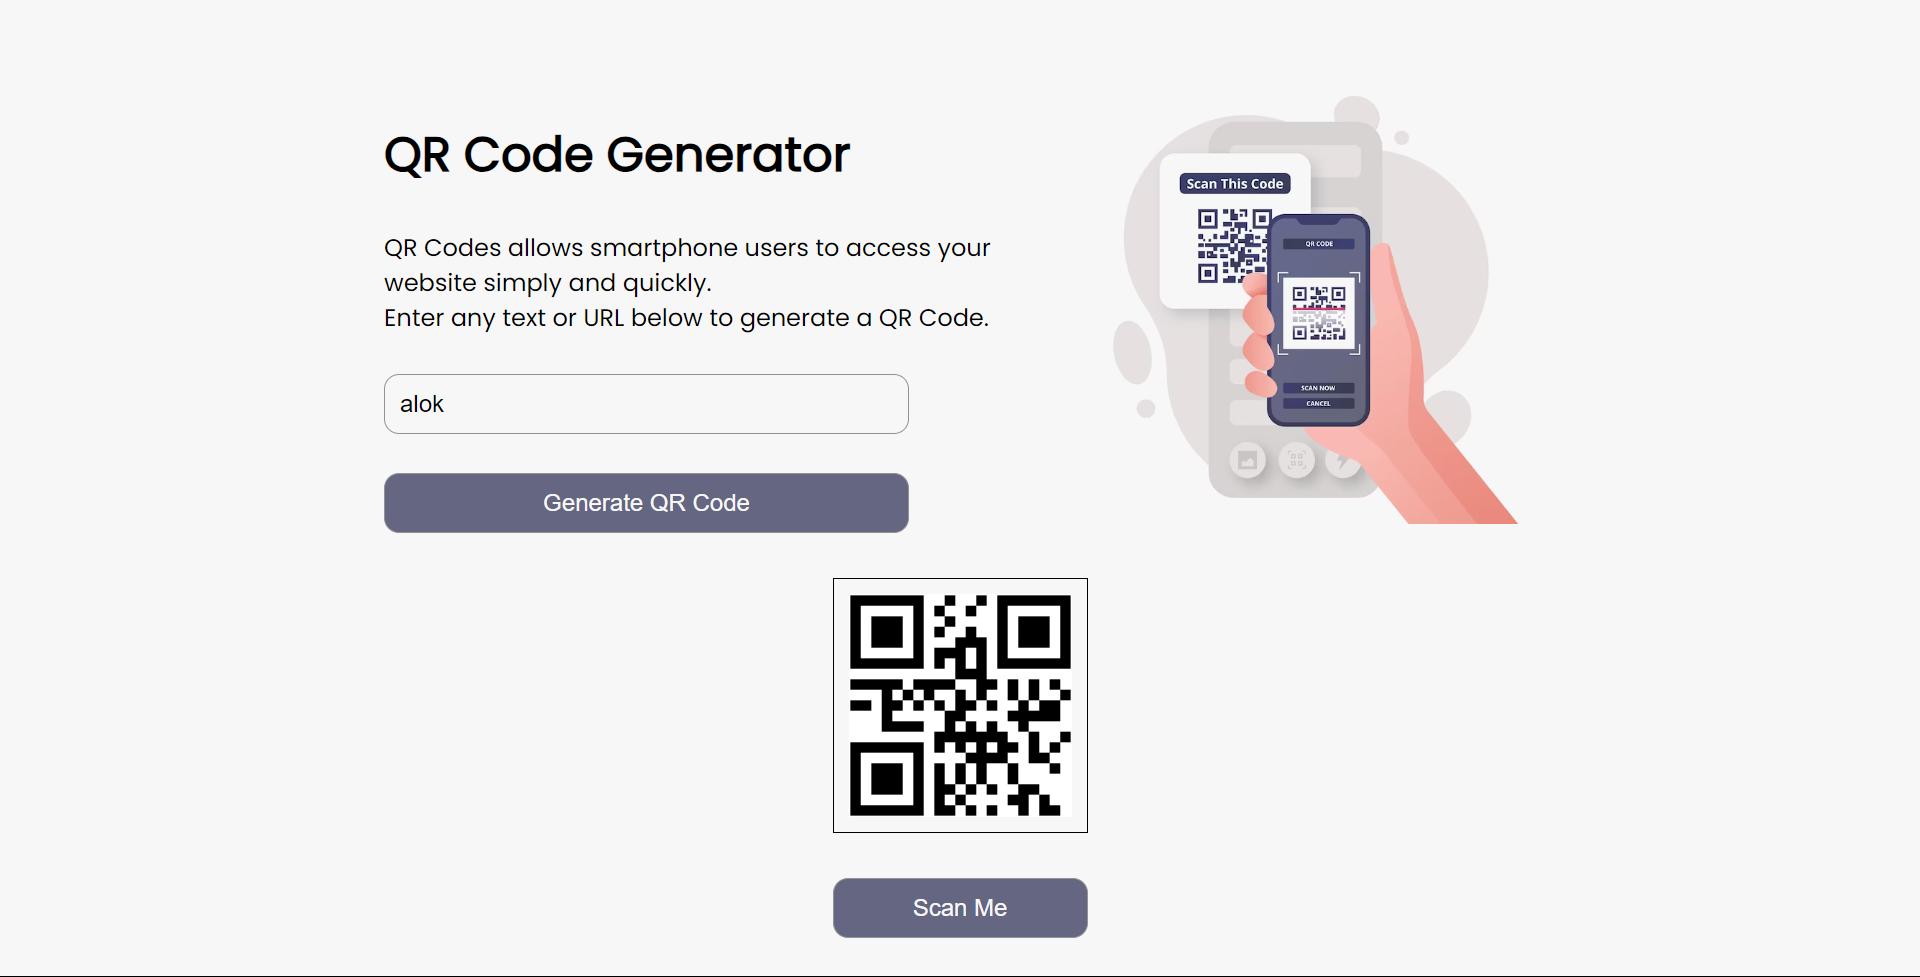 QR Code Generator
QR Codes allows smartphone users to access your
website simply and quickly.
Enter any text or URL below to generate a QR Code.
alok
Generate QR Code
Scan This Code
QR CODE
SCAN NOW
CANCEL
Scan Me